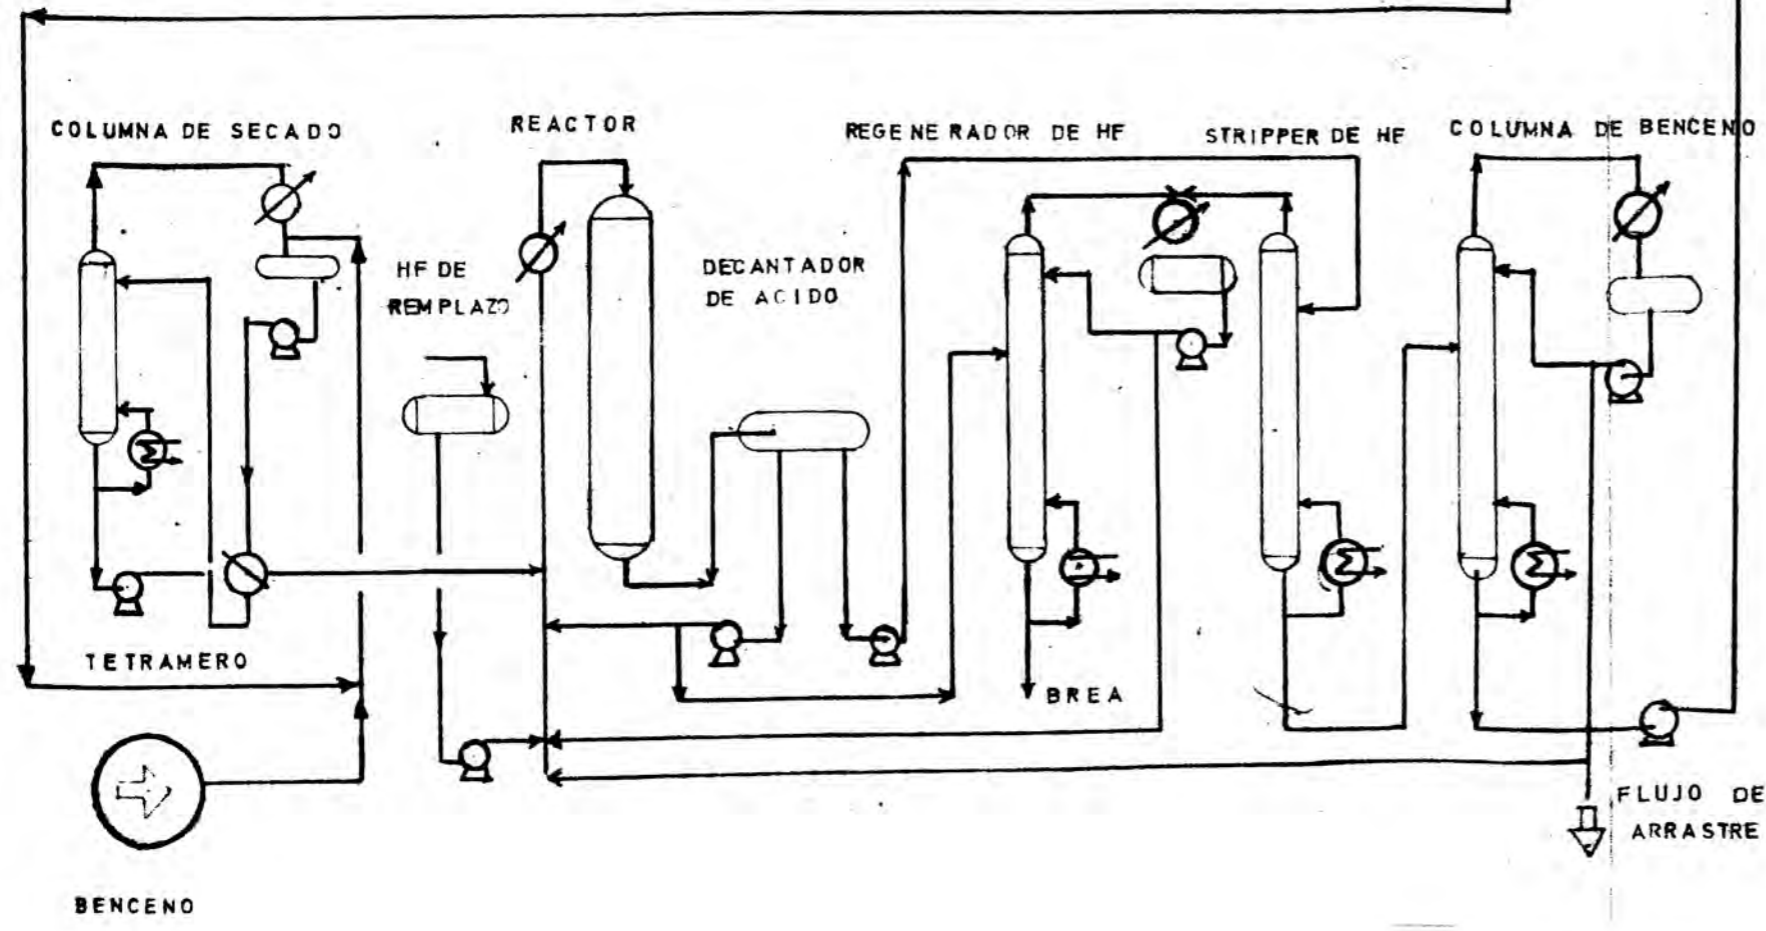 COLUMNA DE SECADO
REACTOR
REGENERADOR DE HF
STRIPPER DE HF
COLUMNA DE BENCENO
HF DE
REMPLAZO
DECANTADOR
DE ACIDO
TETRAMERO
BREA
FLUJO DE
ARRASTRE
BENCENO